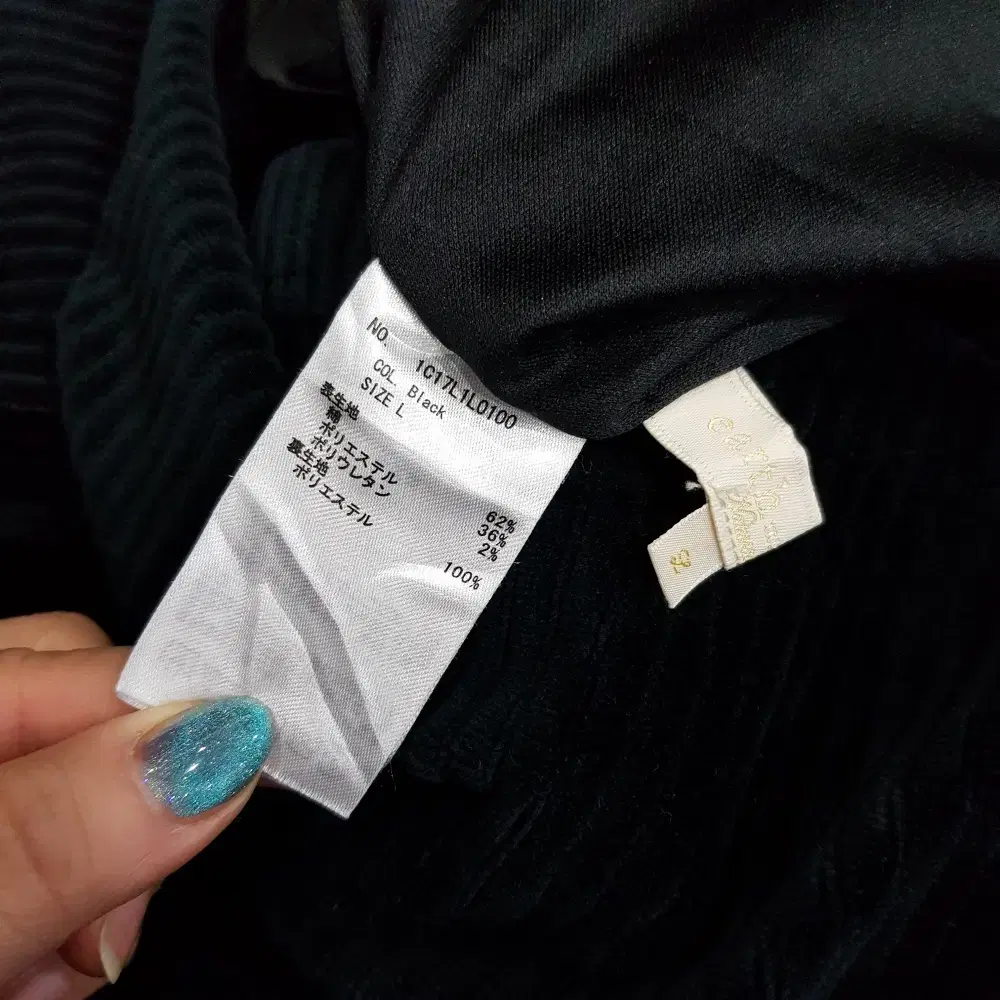 NO. 1C17L1L0100
COL. Black
SIZE L
表生地
綿 62%
ポリエステル 36%
ポリウレタン 2%
裏生地
ポリエステル 100%
L